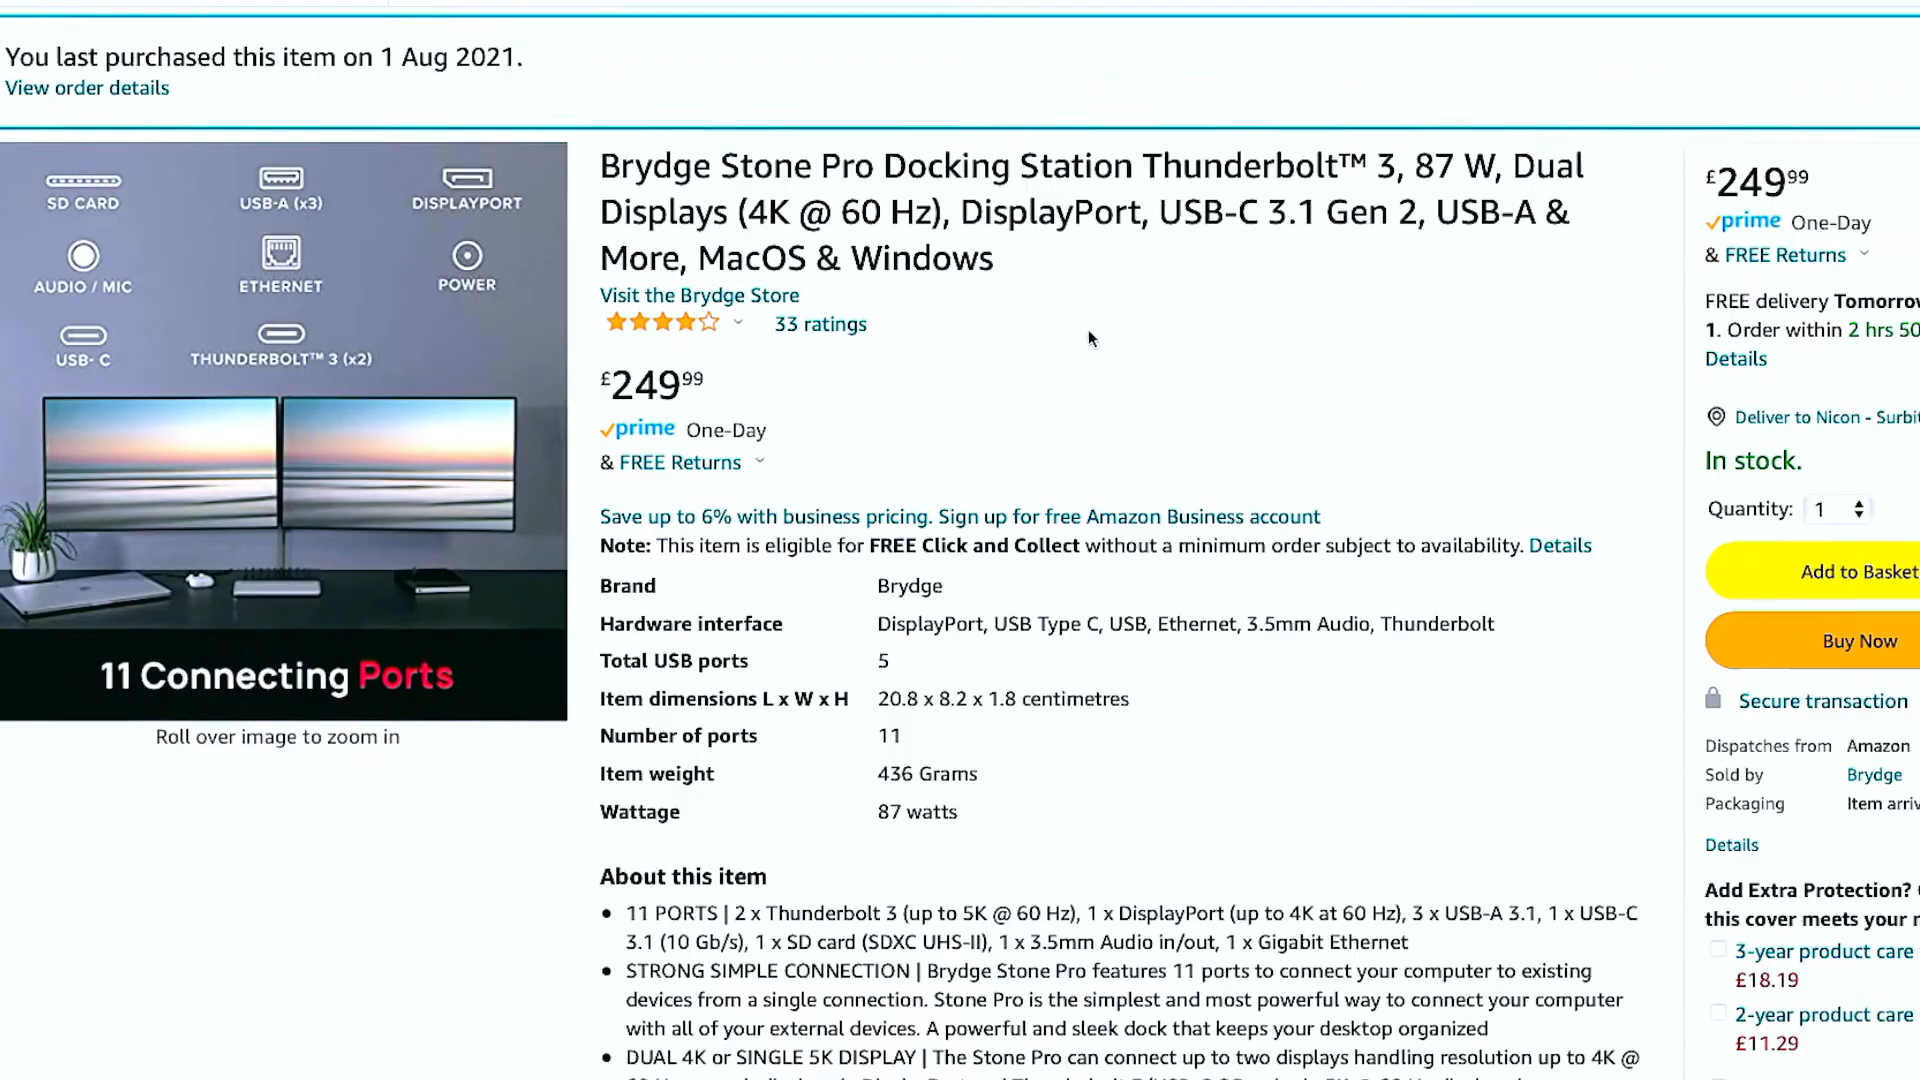 You last purchased this item on 1 Aug 2021.
View order details
SD CARD
USB-A (x3)
DISPLAYPORT
AUDIO / MIC
ETHERNET
POWER
USB- C
THUNDERBOLT™ 3 (x2)
11 Connecting Ports
Roll over image to zoom in
Brydge Stone Pro Docking Station Thunderbolt™ 3, 87 W, Dual
Displays (4K @ 60 Hz), DisplayPort, USB-C 3.1 Gen 2, USB-A &
More, MacOS & Windows
Visit the Brydge Store
33 ratings
£249⁹⁹
prime One-Day
& FREE Returns
Save up to 6% with business pricing. Sign up for free Amazon Business account
Note: This item is eligible for FREE Click and Collect without a minimum order subject to availability. Details
Brand Brydge
Hardware interface DisplayPort, USB Type C, USB, Ethernet, 3.5mm Audio, Thunderbolt
Total USB ports 5
Item dimensions L x W x H 20.8 x 8.2 x 1.8 centimetres
Number of ports 11
Item weight 436 Grams
Wattage 87 watts
About this item
• 11 PORTS | 2 x Thunderbolt 3 (up to 5K @ 60 Hz), 1 x DisplayPort (up to 4K at 60 Hz), 3 x USB-A 3.1, 1 x USB-C
3.1 (10 Gb/s), 1 x SD card (SDXC UHS-II), 1 x 3.5mm Audio in/out, 1 x Gigabit Ethernet
• STRONG SIMPLE CONNECTION | Brydge Stone Pro features 11 ports to connect your computer to existing
devices from a single connection. Stone Pro is the simplest and most powerful way to connect your computer
with all of your external devices. A powerful and sleek dock that keeps your desktop organized
• DUAL 4K or SINGLE 5K DISPLAY | The Stone Pro can connect up to two displays handling resolution up to 4K @
£249⁹⁹
prime One-Day
& FREE Returns
FREE delivery Tomorrow
1. Order within 2 hrs 50
Details
Deliver to Nicon - Surbit
In stock.
Quantity: 1
Add to Basket
Buy Now
Secure transaction
Dispatches from Amazon
Sold by Brydge
Packaging Item arriv
Details
Add Extra Protection?
this cover meets your n
3-year product care
£18.19
2-year product care
£11.29